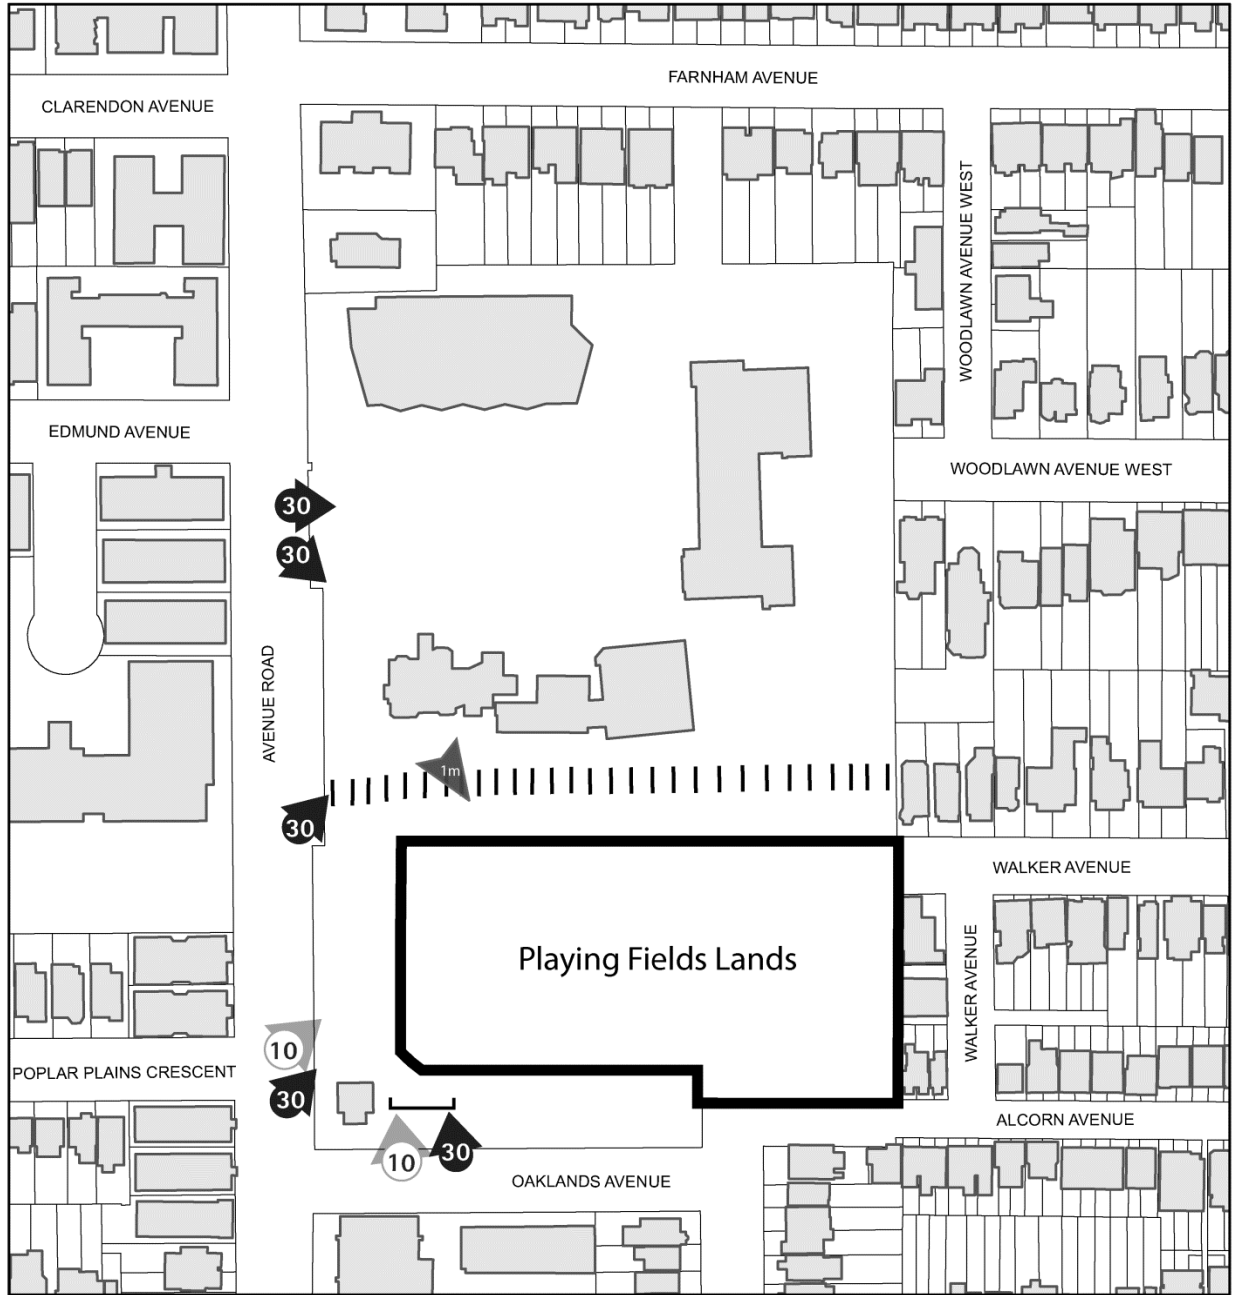 FARNHAM AVENUE
CLARENDON AVENUE
WOODLAWN AVENUE WEST
EDMUND AVENUE
WOODLAWN AVENUE WEST
30
30
AVENUE ROAD
1m
30
WALKER AVENUE
Playing Fields Lands
WALKER AVENUE
10
POPLAR PLAINS CRESCENT
30
ALCORN AVENUE
30
10
OAKLANDS AVENUE